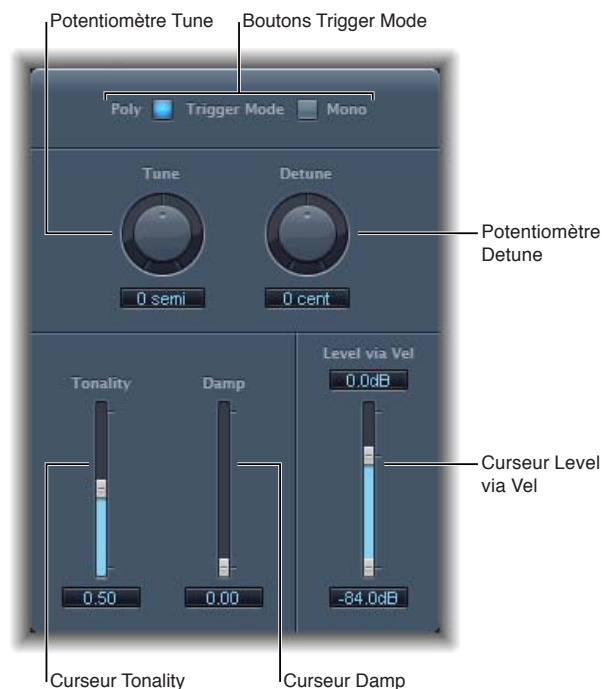 Potentiomètre Tune
Boutons Trigger Mode
Poly Trigger Mode Mono
Tune
Detune
Potentiomètre
Detune
0 semi
0 cent
Level via Vel
0.0dB
Tonality
Damp
Curseur Level
via Vel
0.50
0.00
-84.0dB
Curseur Tonality
Curseur Damp